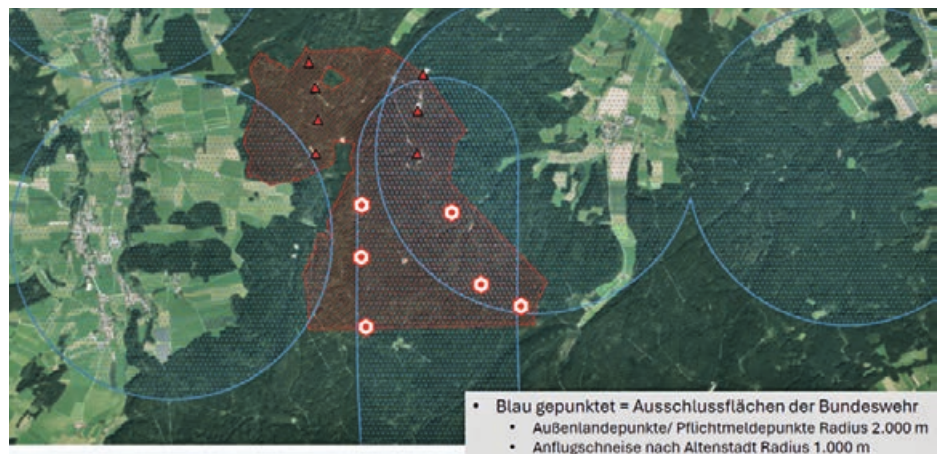 Blau gepunktet = Ausschlussflächen der Bundeswehr
Außenlandepunkte/ Pflichtmeldepunkte Radius 2.000 m
Anflugschneise nach Altenstadt Radius 1.000 m